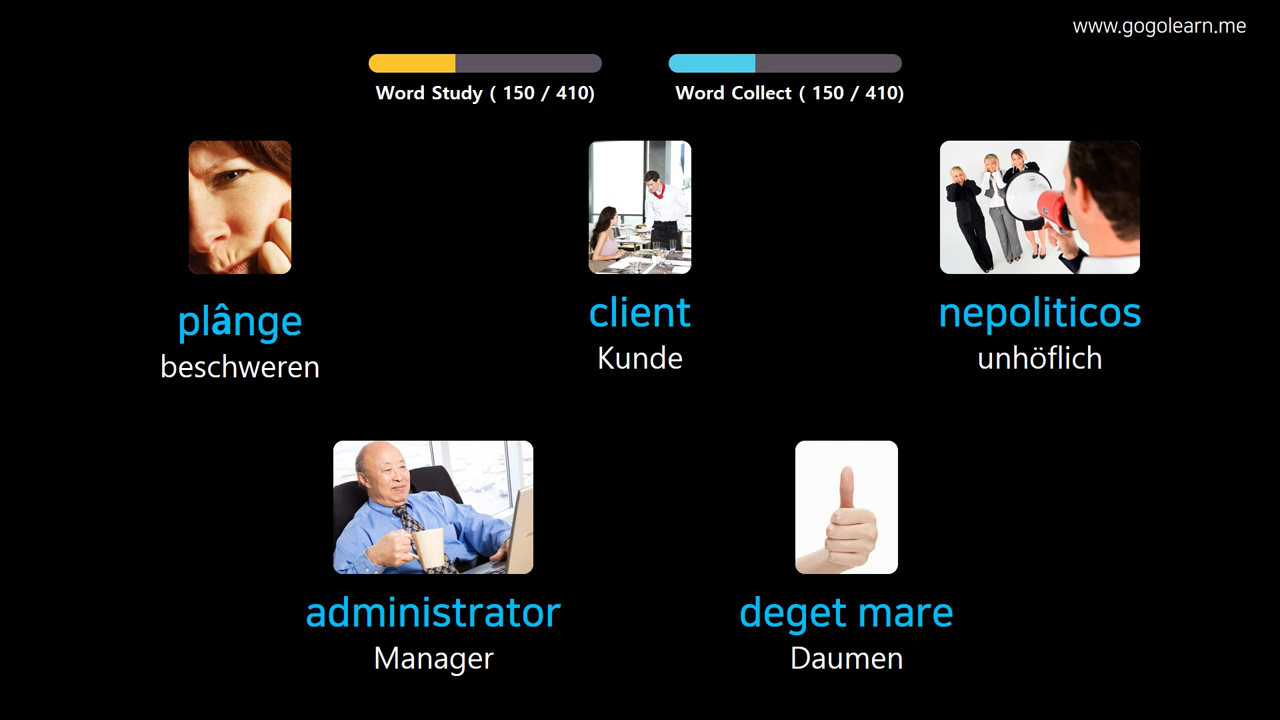 www.gogolearn.me
Word Study ( 150 / 410)
Word Collect ( 150 / 410)
plânge
beschweren
client
Kunde
nepoliticos
unhöflich
administrator
Manager
deget mare
Daumen